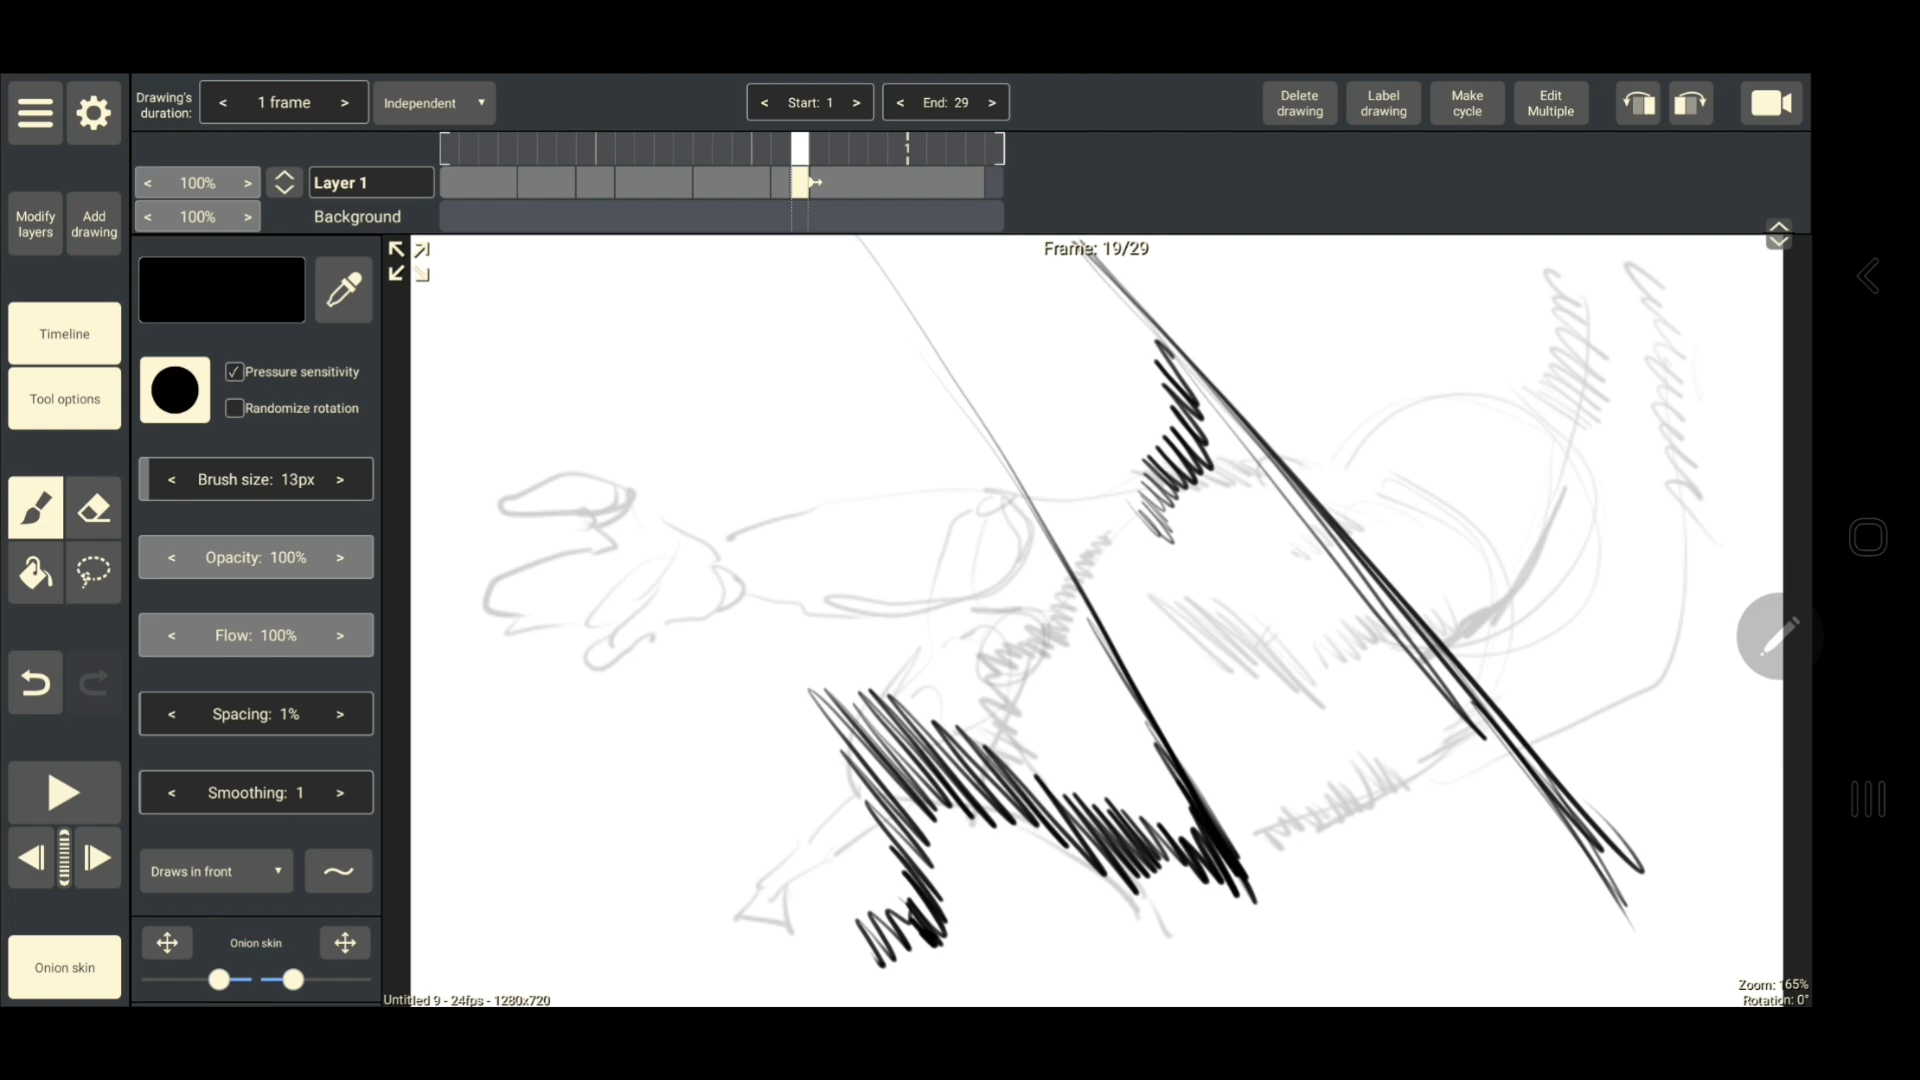 Drawing's
duration:
< 1 frame >
Independent
< Start: 1 >
< End: 29 >
Delete
drawing
Label
drawing
Make
cycle
Edit
Multiple
1
< 100% >
Layer 1
< 100% >
Background
Modify
layers
Add
drawing
Frame: 19/29
Timeline
Tool options
Pressure sensitivity
Randomize rotation
< Brush size: 13px >
< Opacity: 100% >
< Flow: 100% >
< Spacing: 1% >
< Smoothing: 1 >
Draws in front
Onion skin
Onion skin
Untitled 9 - 24fps - 1280x720
Zoom: 165%
Rotation: 0°